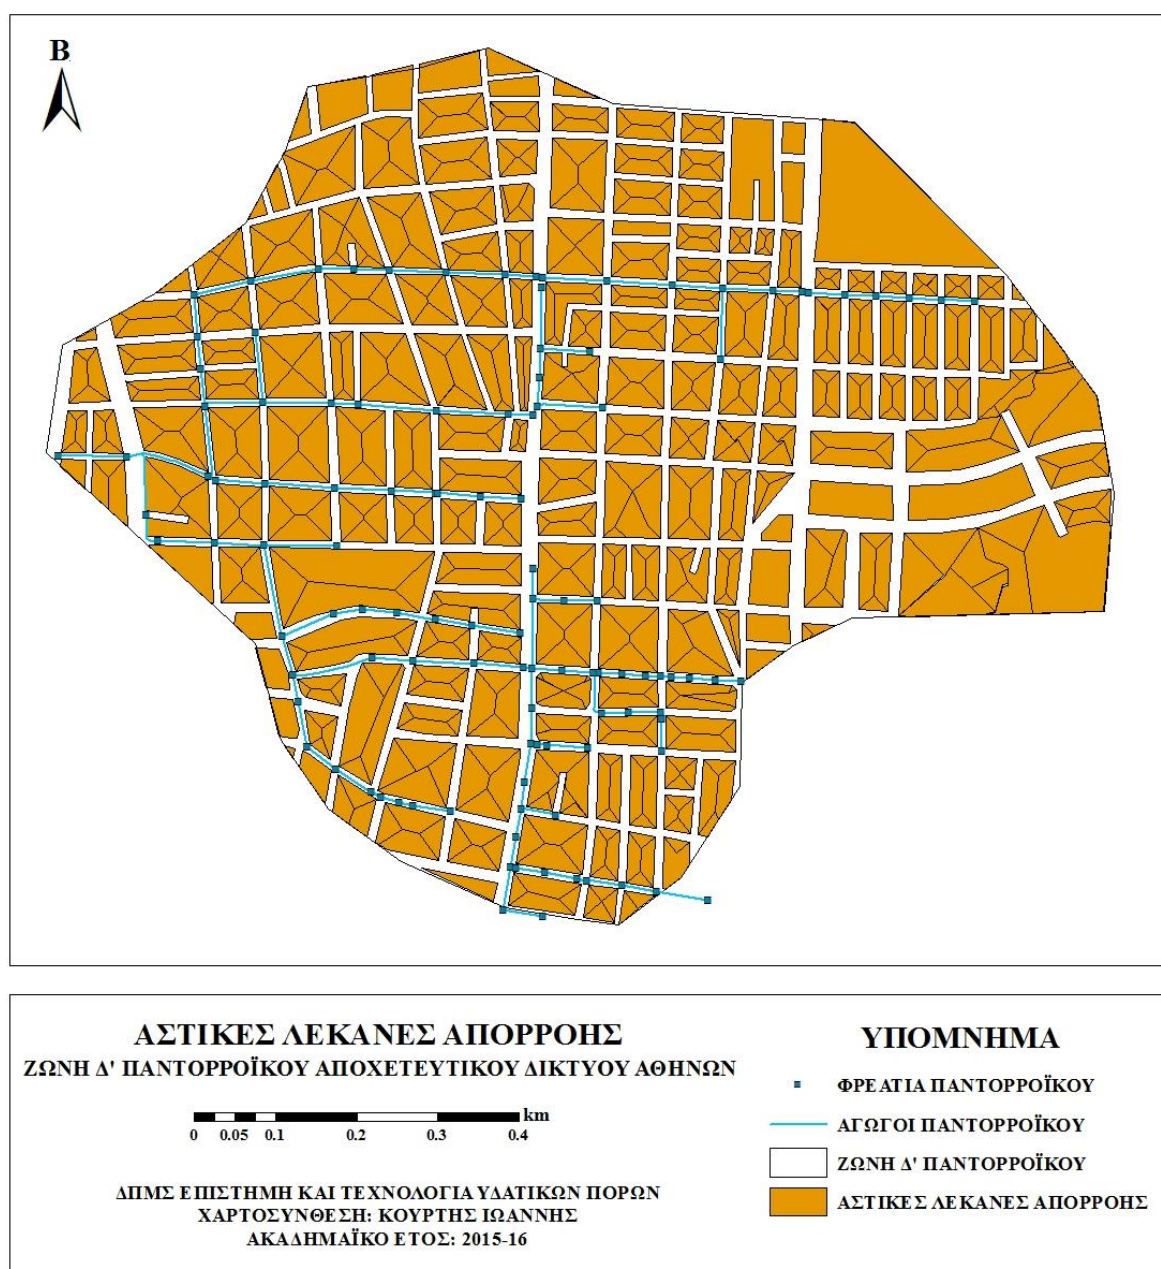 Β
ΑΣΤΙΚΕΣ ΛΕΚΑΝΕΣ ΑΠΟΡΡΟΗΣ
ΖΩΝΗ Δ' ΠΑΝΤΟΡΡΟΪΚΟΥ ΑΠΟΧΕΤΕΥΤΙΚΟΥ ΔΙΚΤΥΟΥ ΑΘΗΝΩΝ
km
0 0.05 0.1 0.2 0.3 0.4
ΔΠΜΣ ΕΠΙΣΤΗΜΗ ΚΑΙ ΤΕΧΝΟΛΟΓΙΑ ΥΔΑΤΙΚΩΝ ΠΟΡΩΝ
ΧΑΡΤΟΣΥΝΘΕΣΗ: ΚΟΥΡΤΗΣ ΙΩΑΝΝΗΣ
ΑΚΑΔΗΜΑΪΚΟ ΕΤΟΣ: 2015-16
ΥΠΟΜΝΗΜΑ
ΦΡΕΑΤΙΑ ΠΑΝΤΟΡΡΟΪΚΟΥ
ΑΓΩΓΟΙ ΠΑΝΤΟΡΡΟΪΚΟΥ
ΖΩΝΗ Δ' ΠΑΝΤΟΡΡΟΪΚΟΥ
ΑΣΤΙΚΕΣ ΛΕΚΑΝΕΣ ΑΠΟΡΡΟΗΣ